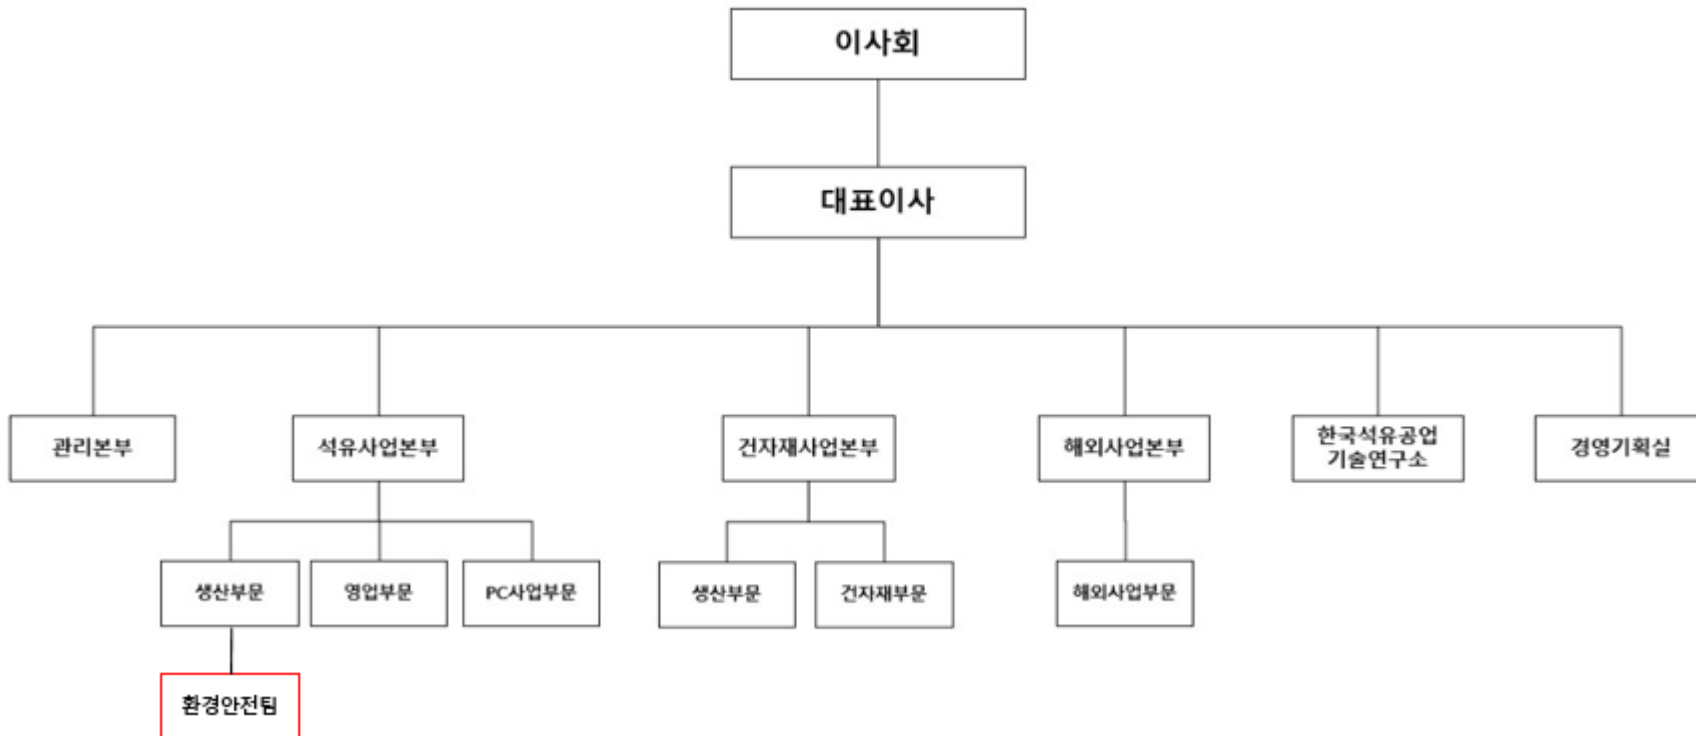 이사회
대표이사
관리본부
석유사업본부
건자재사업본부
해외사업본부
한국석유공업
기술연구소
경영기획실
생산부문
영업부문
PC사업부문
생산부문
건자재부문
해외사업부문
환경안전팀